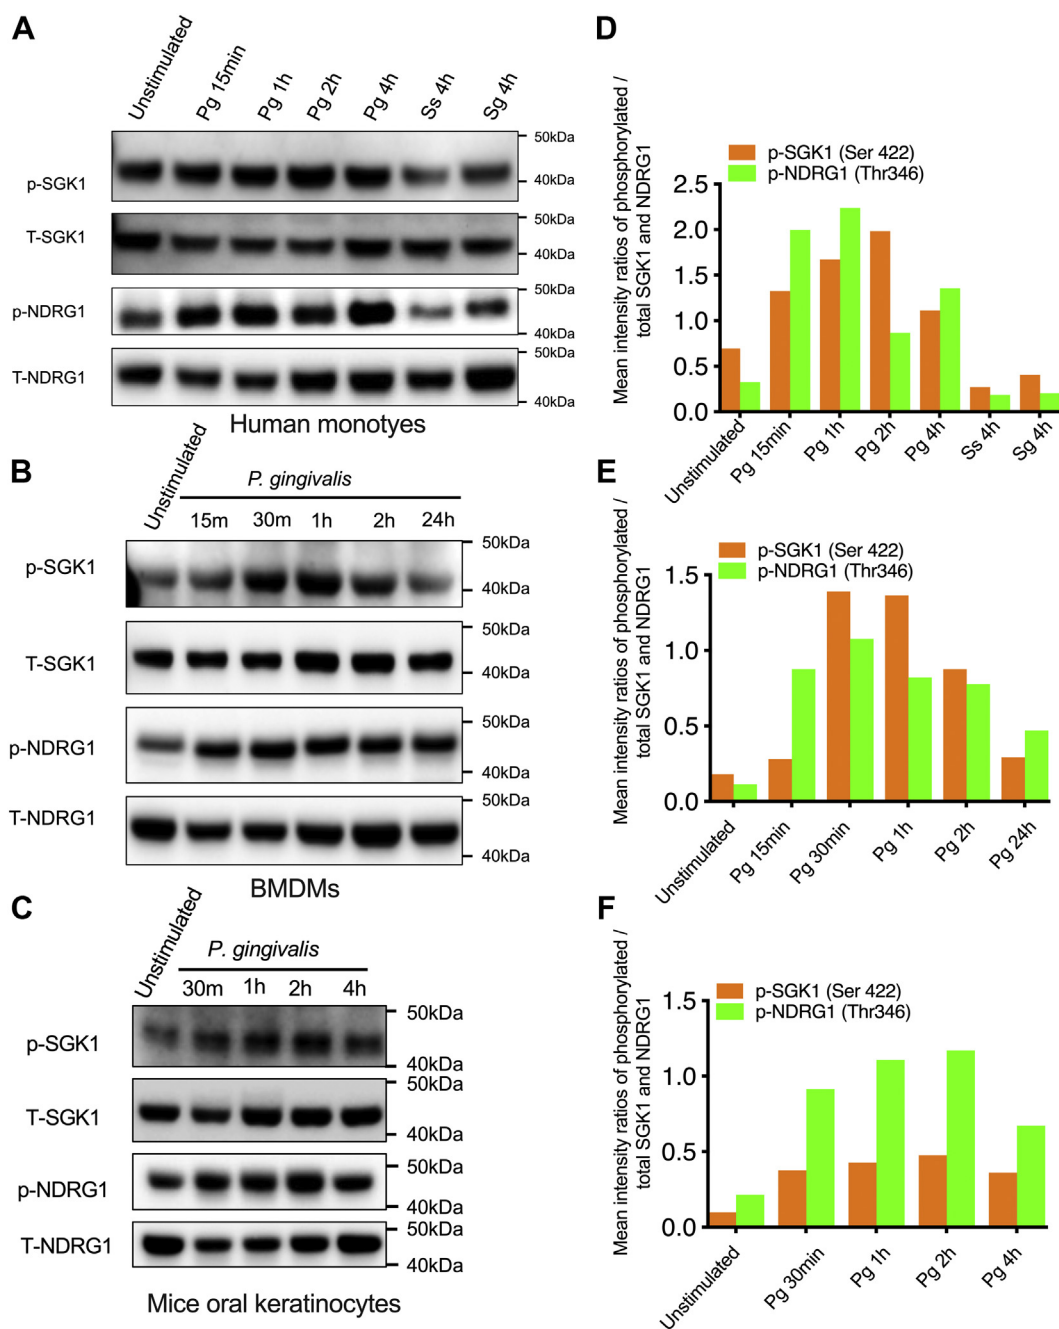 A
Unstimulated
Pg 15min
Pg 1h
Pg 2h
Pg 4h
Ss 4h
Sg 4h
p-SGK1
50kDa
40kDa
T-SGK1
50kDa
40kDa
p-NDRG1
50kDa
40kDa
T-NDRG1
50kDa
40kDa
Human monotyes
D
p-SGK1 (Ser 422)
p-NDRG1 (Thr346)
Mean intensity ratios of phosphorylated /
total SGK1 and NDRG1
2.5
2.0
1.5
1.0
0.5
0.0
Unstimulated
Pg 15min
Pg 1h
Pg 2h
Pg 4h
Ss 4h
Sg 4h
B
Unstimulated
P. gingivalis
15m
30m
1h
2h
24h
p-SGK1
50kDa
40kDa
T-SGK1
50kDa
40kDa
p-NDRG1
50kDa
40kDa
T-NDRG1
50kDa
40kDa
BMDMs
E
p-SGK1 (Ser 422)
p-NDRG1 (Thr346)
Mean intensity ratios of phosphorylated /
total SGK1 and NDRG1
1.5
1.0
0.5
0.0
Unstimulated
Pg 15min
Pg 30min
Pg 1h
Pg 2h
Pg 24h
C
Unstimulated
P. gingivalis
30m
1h
2h
4h
p-SGK1
50kDa
40kDa
T-SGK1
50kDa
40kDa
p-NDRG1
50kDa
40kDa
T-NDRG1
50kDa
40kDa
Mice oral keratinocytes
F
p-SGK1 (Ser 422)
p-NDRG1 (Thr346)
Mean intensity ratios of phosphorylated /
total SGK1 and NDRG1
1.5
1.0
0.5
0.0
Unstimulated
Pg 30min
Pg 1h
Pg 2h
Pg 4h